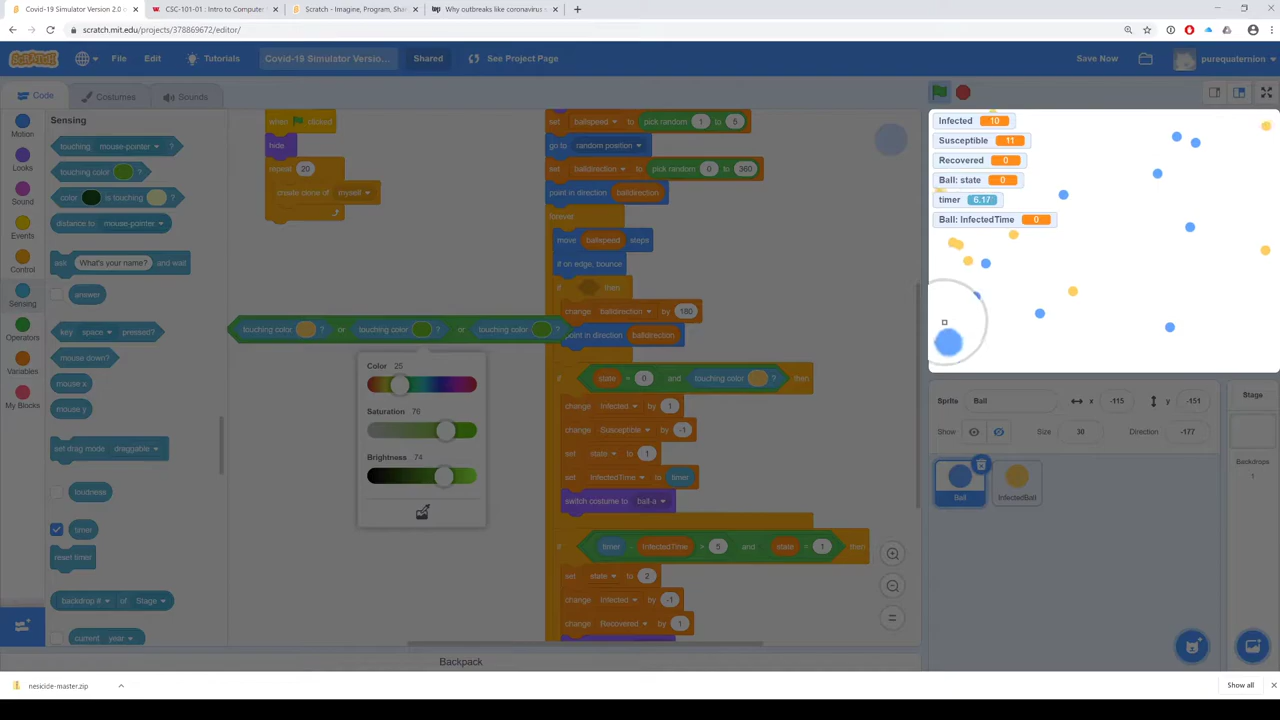 Covid-19 Simulator Version 2.0
CSC-101-01 : Intro to Computer
Scratch - Imagine, Program, Shar
Why outbreaks like coronavirus s
scratch.mit.edu/projects/378869672/editor/
SCRATCH
File Edit Tutorials Covid-19 Simulator Versio... Shared See Project Page Save Now purequaternion
Code Costumes Sounds
Motion
Looks
Sound
Events
Control
Sensing
Operators
Variables
My Blocks
Sensing
touching mouse-pointer ?
touching color ?
color is touching ?
distance to mouse-pointer
ask What's your name? and wait
answer
key space pressed?
mouse down?
mouse x
mouse y
set drag mode draggable
loudness
timer
reset timer
backdrop # of Stage
current year
when clicked
hide
repeat 20
create clone of myself
touching color ? or touching color ? or touching color ?
Color 25
Saturation 76
Brightness 74
set ballspeed to pick random 1 to 5
go to random position
set balldirection to pick random 0 to 360
point in direction balldirection
forever
move ballspeed steps
if on edge, bounce
if then
change balldirection by 180
point in direction balldirection
if state = 0 and touching color ? then
change Infected by 1
change Susceptible by -1
set state to 1
set InfectedTime to timer
switch costume to ball-a
if timer - InfectedTime > 5 and state = 1 then
set state to 2
change Infected by -1
change Recovered by 1
Infected 10
Susceptible 11
Recovered 0
Ball: state 0
timer 6.17
Ball: InfectedTime 0
Sprite Ball x -115 y -151
Show Size 30 Direction -177
Ball
InfectedBall
Stage
Backdrops
1
Backpack
nesicide-master.zip
Show all